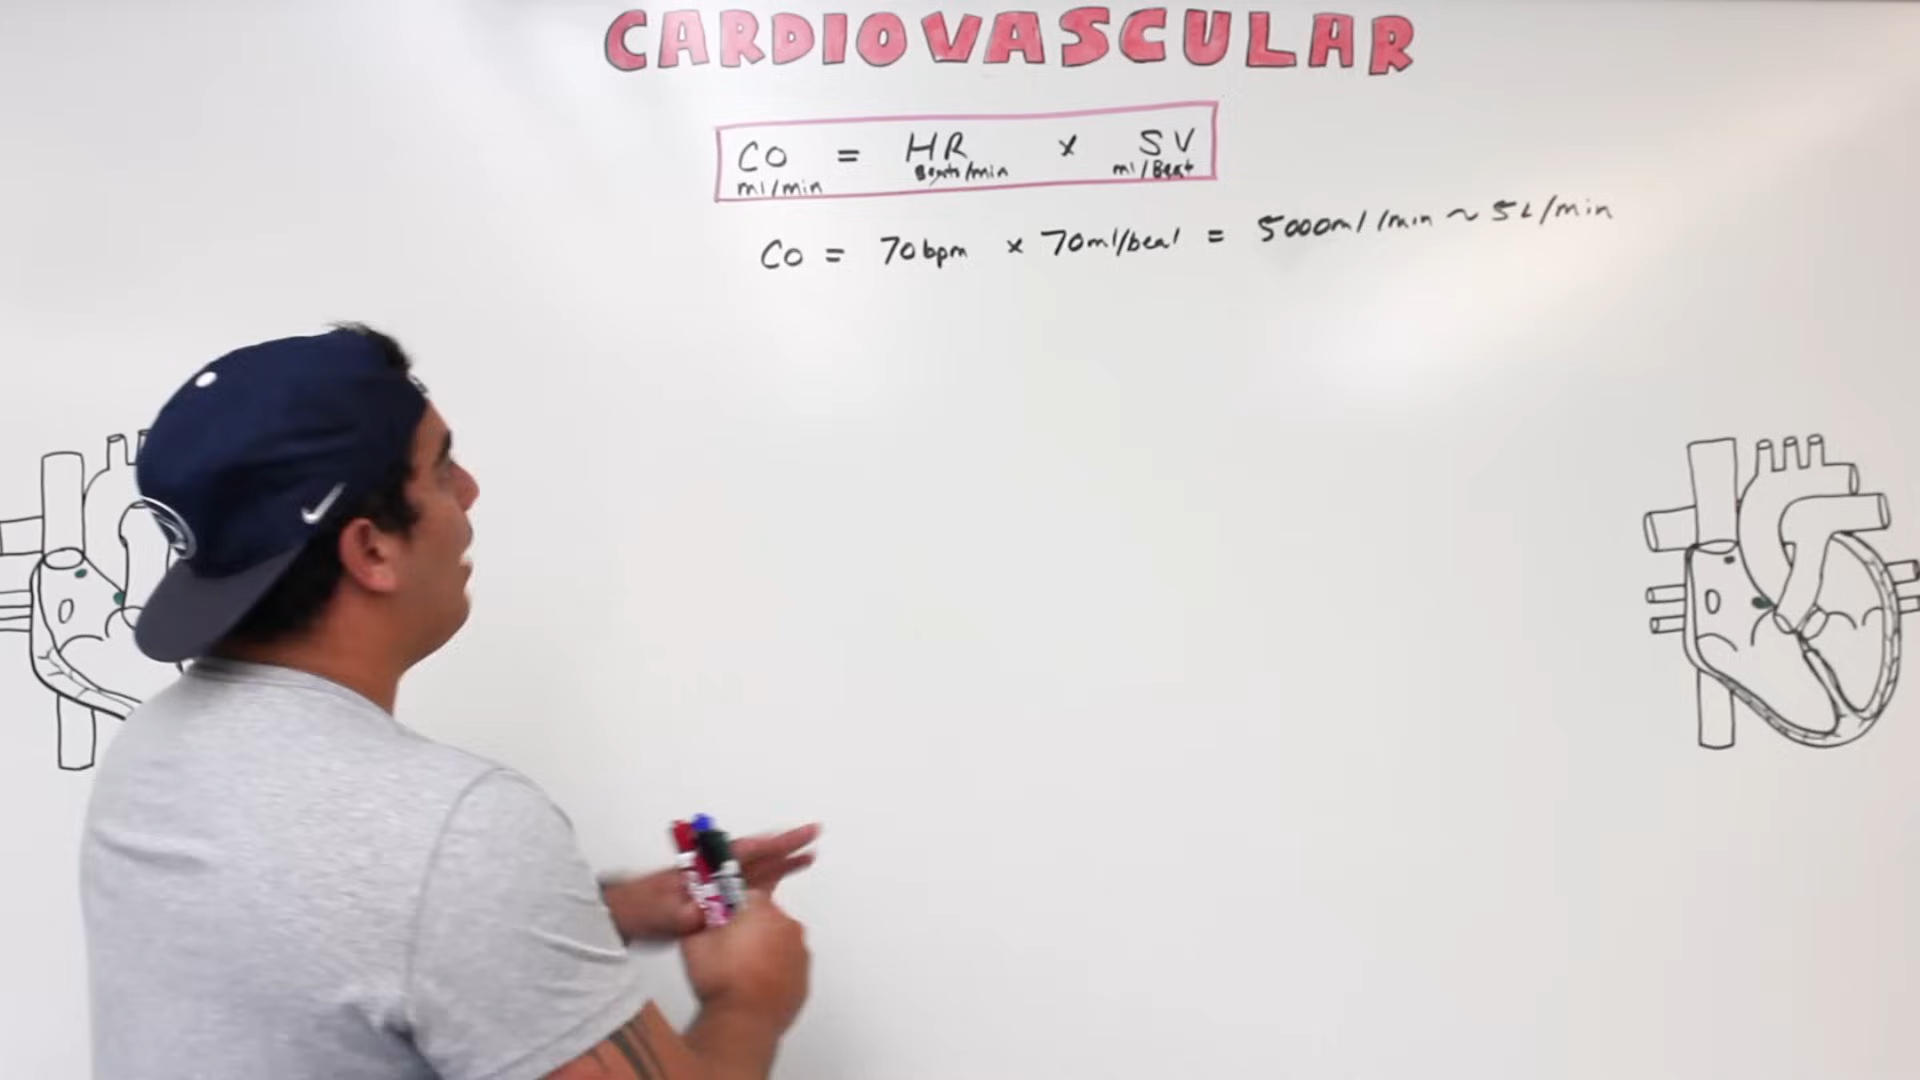 CARDIOVASCULAR
CO = HR x SV
ml/min Beats/min ml/Beat
CO = 70bpm x 70ml/beat = 5000ml/min ~ 5L/min